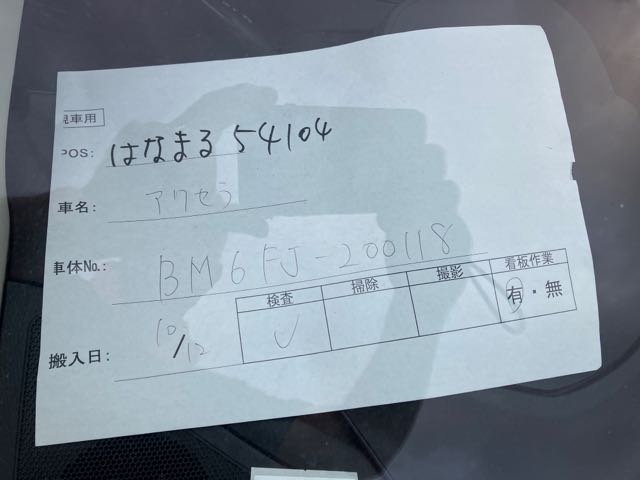 現車用
POS: はなまる 54104
車名: アクセラ
車体No.: BM6FJ-200118
検査 掃除 撮影 看板作業
有・無
搬入日: 10/12